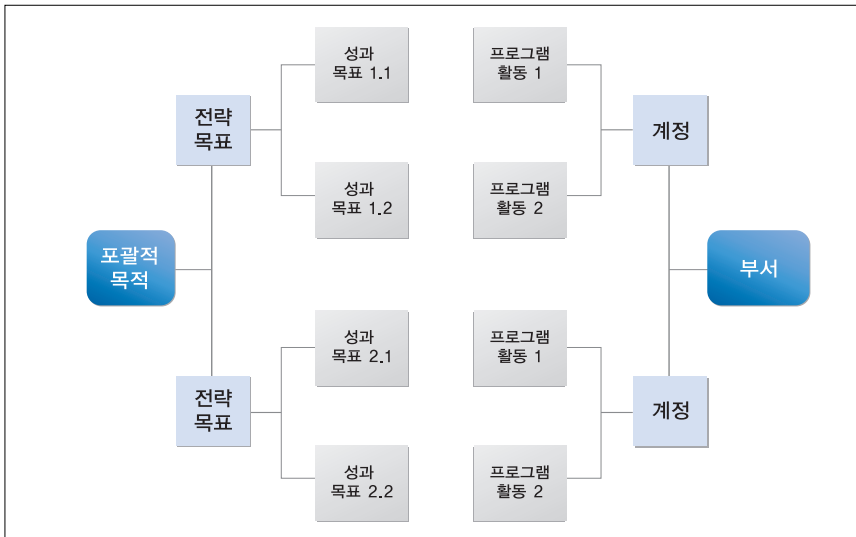 성과
목표 1.1
프로그램
활동 1
전략
목표
계정
성과
목표 1.2
프로그램
활동 2
포괄적
목적
부서
성과
목표 2.1
프로그램
활동 1
전략
목표
계정
성과
목표 2.2
프로그램
활동 2